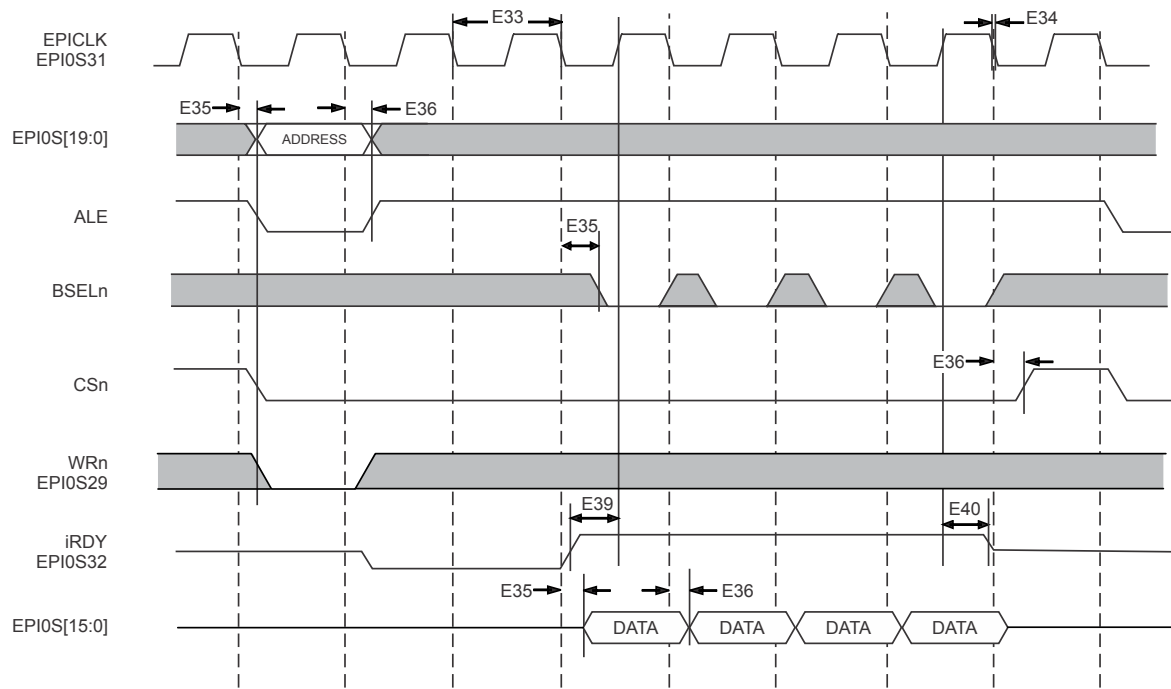 E33
E34
EPICLK
EPI0S31
E35
E36
EPI0S[19:0]
ADDRESS
ALE
E35
BSELn
E36
CSn
WRn
EPI0S29
E39
E40
iRDY
EPI0S32
E35
E36
EPI0S[15:0]
DATA
DATA
DATA
DATA